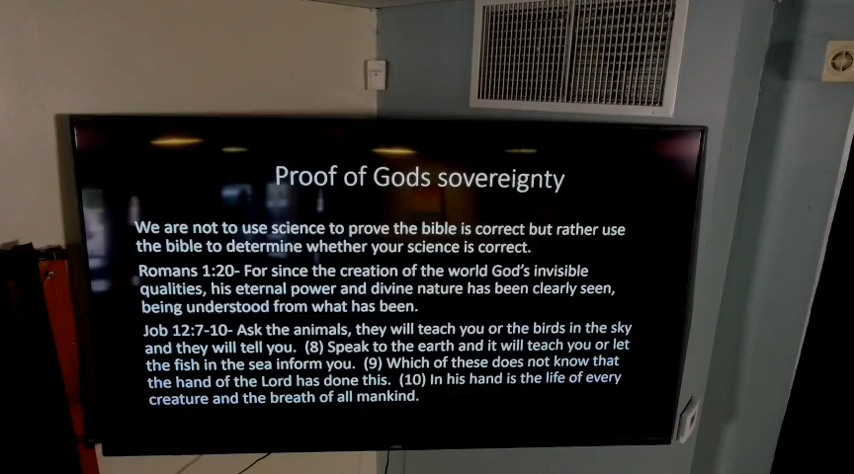 Proof of Gods sovereignty
We are not to use science to prove the bible is correct but rather use
the bible to determine whether your science is correct.
Romans 1:20- For since the creation of the world God's invisible
qualities, his eternal power and divine nature has been clearly seen,
being understood from what has been.
Job 12:7-10- Ask the animals, they will teach you or the birds in the sky
and they will tell you. (8) Speak to the earth and it will teach you or let
the fish in the sea inform you. (9) Which of these does not know that
the hand of the Lord has done this. (10) In his hand is the life of every
creature and the breath of all mankind.